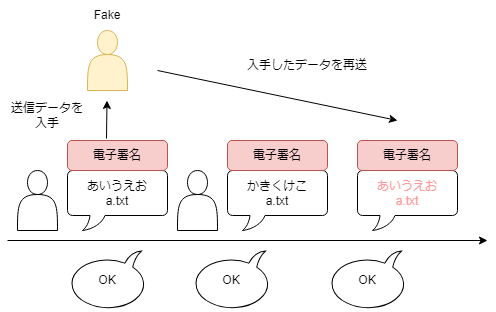 Fake
入手したデータを再送
送信データを
入手
電子署名
電子署名
電子署名
あいうえお
a.txt
かきくけこ
a.txt
あいうえお
a.txt
OK
OK
OK